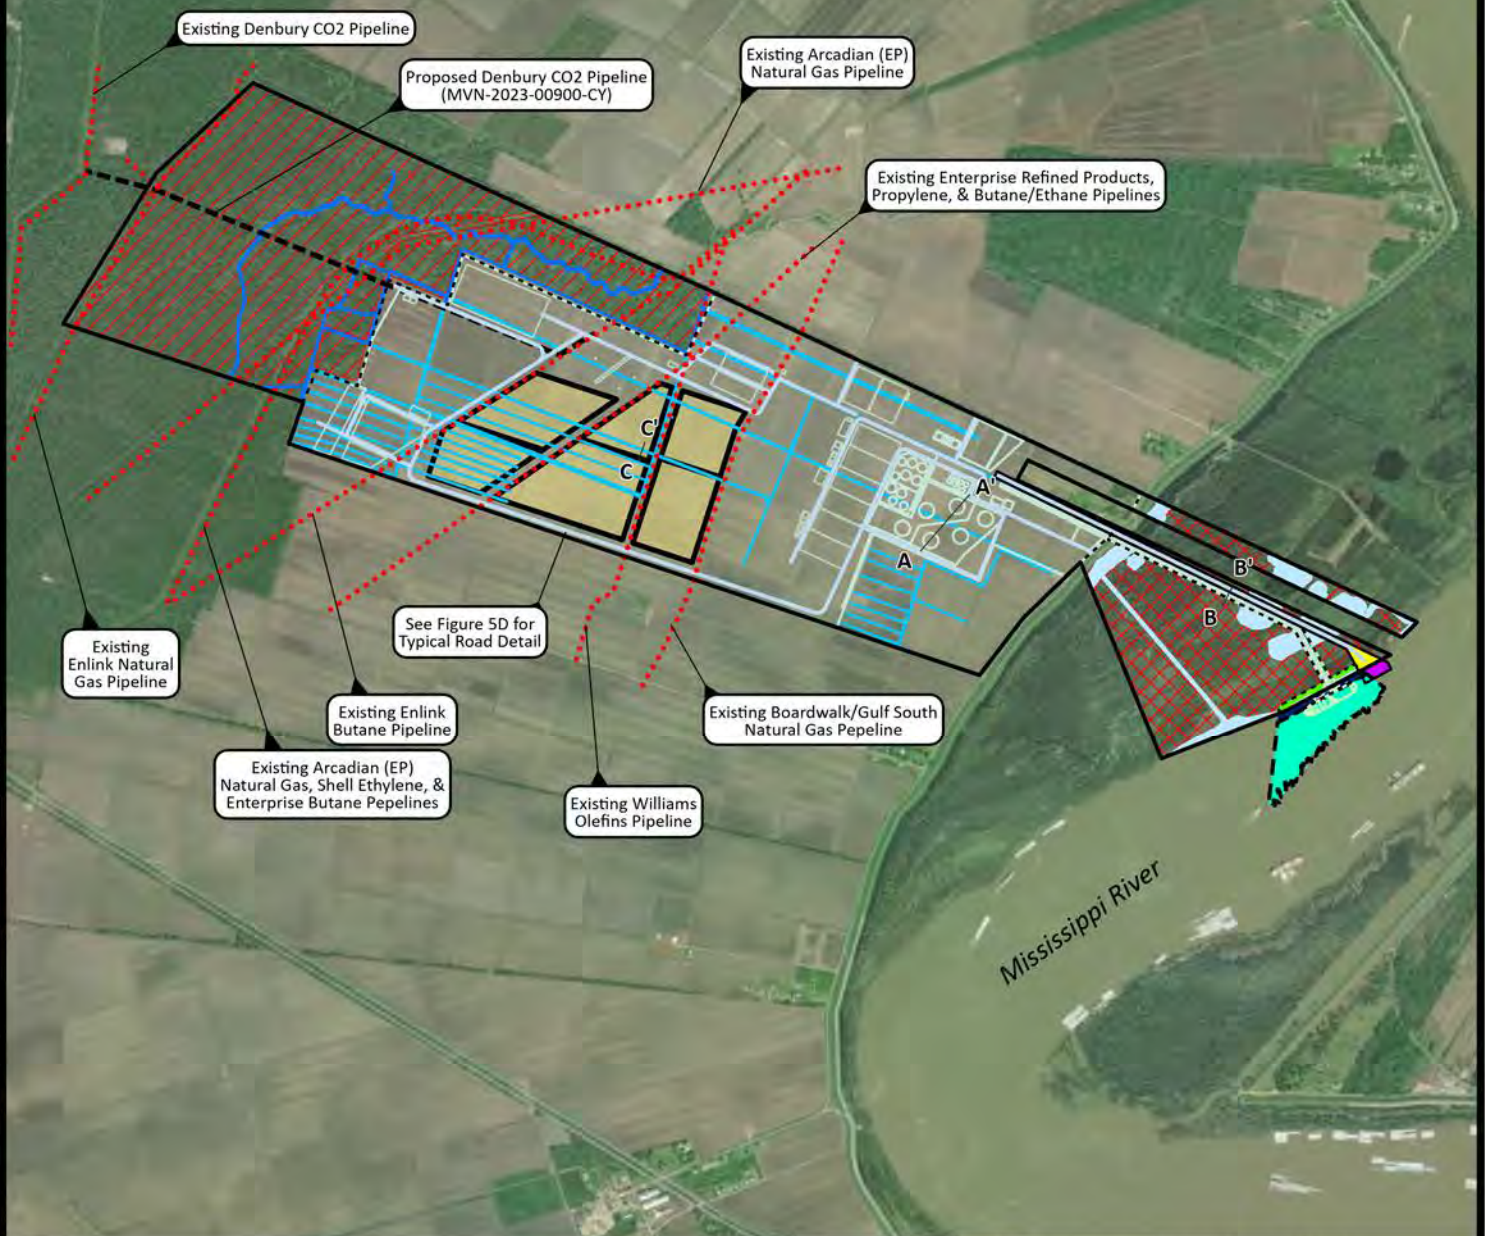 Existing Denbury CO2 Pipeline
Proposed Denbury CO2 Pipeline
(MVN-2023-00900-CY)
Existing Arcadian (EP)
Natural Gas Pipeline
Existing Enterprise Refined Products,
Propylene, & Butane/Ethane Pipelines
C'
C
A'
A
B'
B
See Figure 5D for
Typical Road Detail
Existing
Enlink Natural
Gas Pipeline
Existing Enlink
Butane Pipeline
Existing Boardwalk/Gulf South
Natural Gas Pepeline
Existing Arcadian (EP)
Natural Gas, Shell Ethylene, &
Enterprise Butane Pepelines
Existing Williams
Olefins Pipeline
Mississippi River